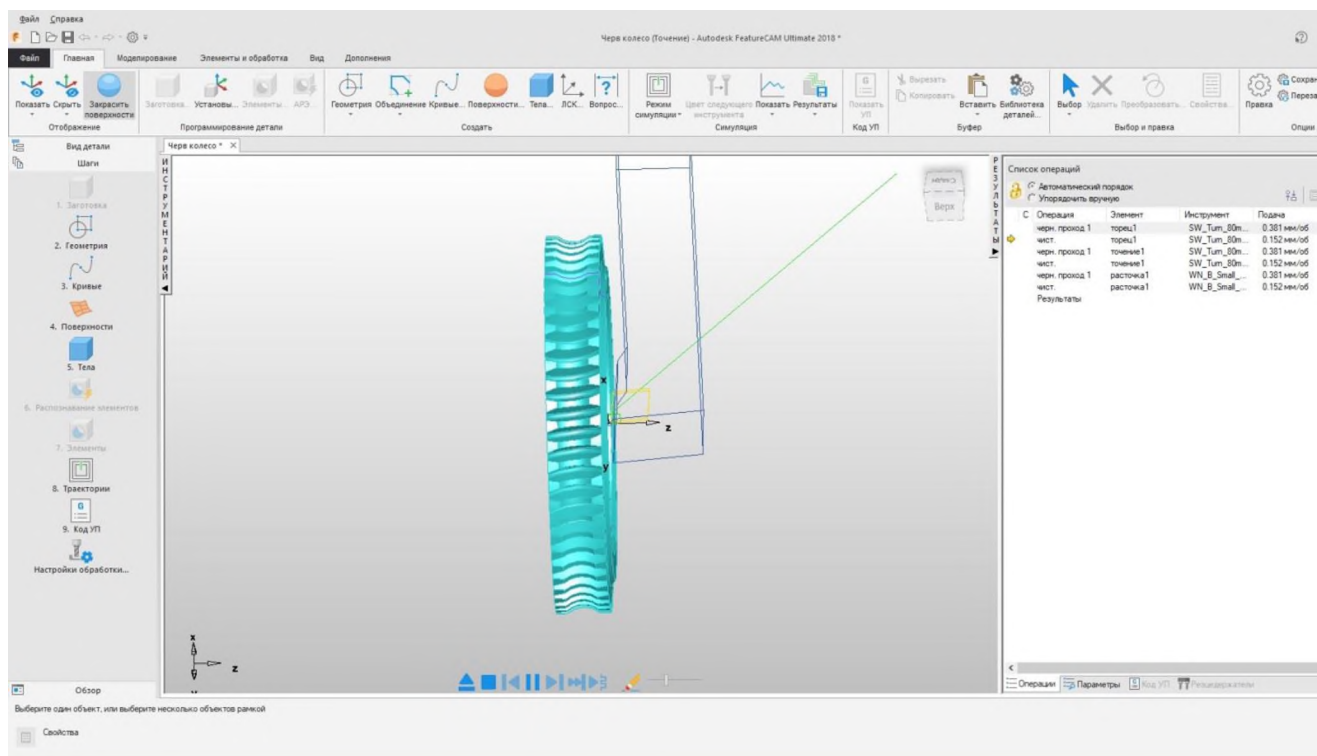 Файл Справка
Черв колесо (Точение) - Autodesk FeatureCAM Ultimate 2018 *
Файл Главная Моделирование Элементы и обработка Вид Дополнения
Показать Скрыть Закрасить поверхности
Заготовка Установы... Элементы... АРЭ...
Геометрия Объединение Кривые... Поверхности... Тела... ЛСК... Вопрос...
Режим симуляции Цвет следующего инструмента Показать Результаты
Показать УП
Вырезать
Копировать
Вставить Библиотека деталей...
Выбор Удалить Преобразовать... Свойства...
Правка
Сохран
Переза
Отображение Программирование детали Создать Симуляция Код УП Буфер Выбор и правка Опции
Вид детали
Шаги
1. Заготовка
2. Геометрия
3. Кривые
4. Поверхности
5. Тела
6. Распознавание элементов
7. Элементы
8. Траектории
9. Код УП
Настройки обработки...
Обзор
Черв колесо *
ИНСТРУМЕНТАРИЙ
Верх
x
z
y
x
z
РЕЗУЛЬТАТЫ
Список операций
Автоматический порядок
Упорядочить вручную
С Операция Элемент Инструмент Подача
черн. проход 1 торец1 SW_Turn_80m... 0.381 мм/об
чист. торец1 SW_Turn_80m... 0.152 мм/об
черн. проход 1 точение1 SW_Turn_80m... 0.381 мм/об
чист. точение1 SW_Turn_80m... 0.152 мм/об
черн. проход 1 расточка1 WN_B_Small_... 0.381 мм/об
чист. расточка1 WN_B_Small_... 0.152 мм/об
Результаты
Операции Параметры Код УП Резцедержатели
Выберите один объект, или выберите несколько объектов рамкой
Свойства